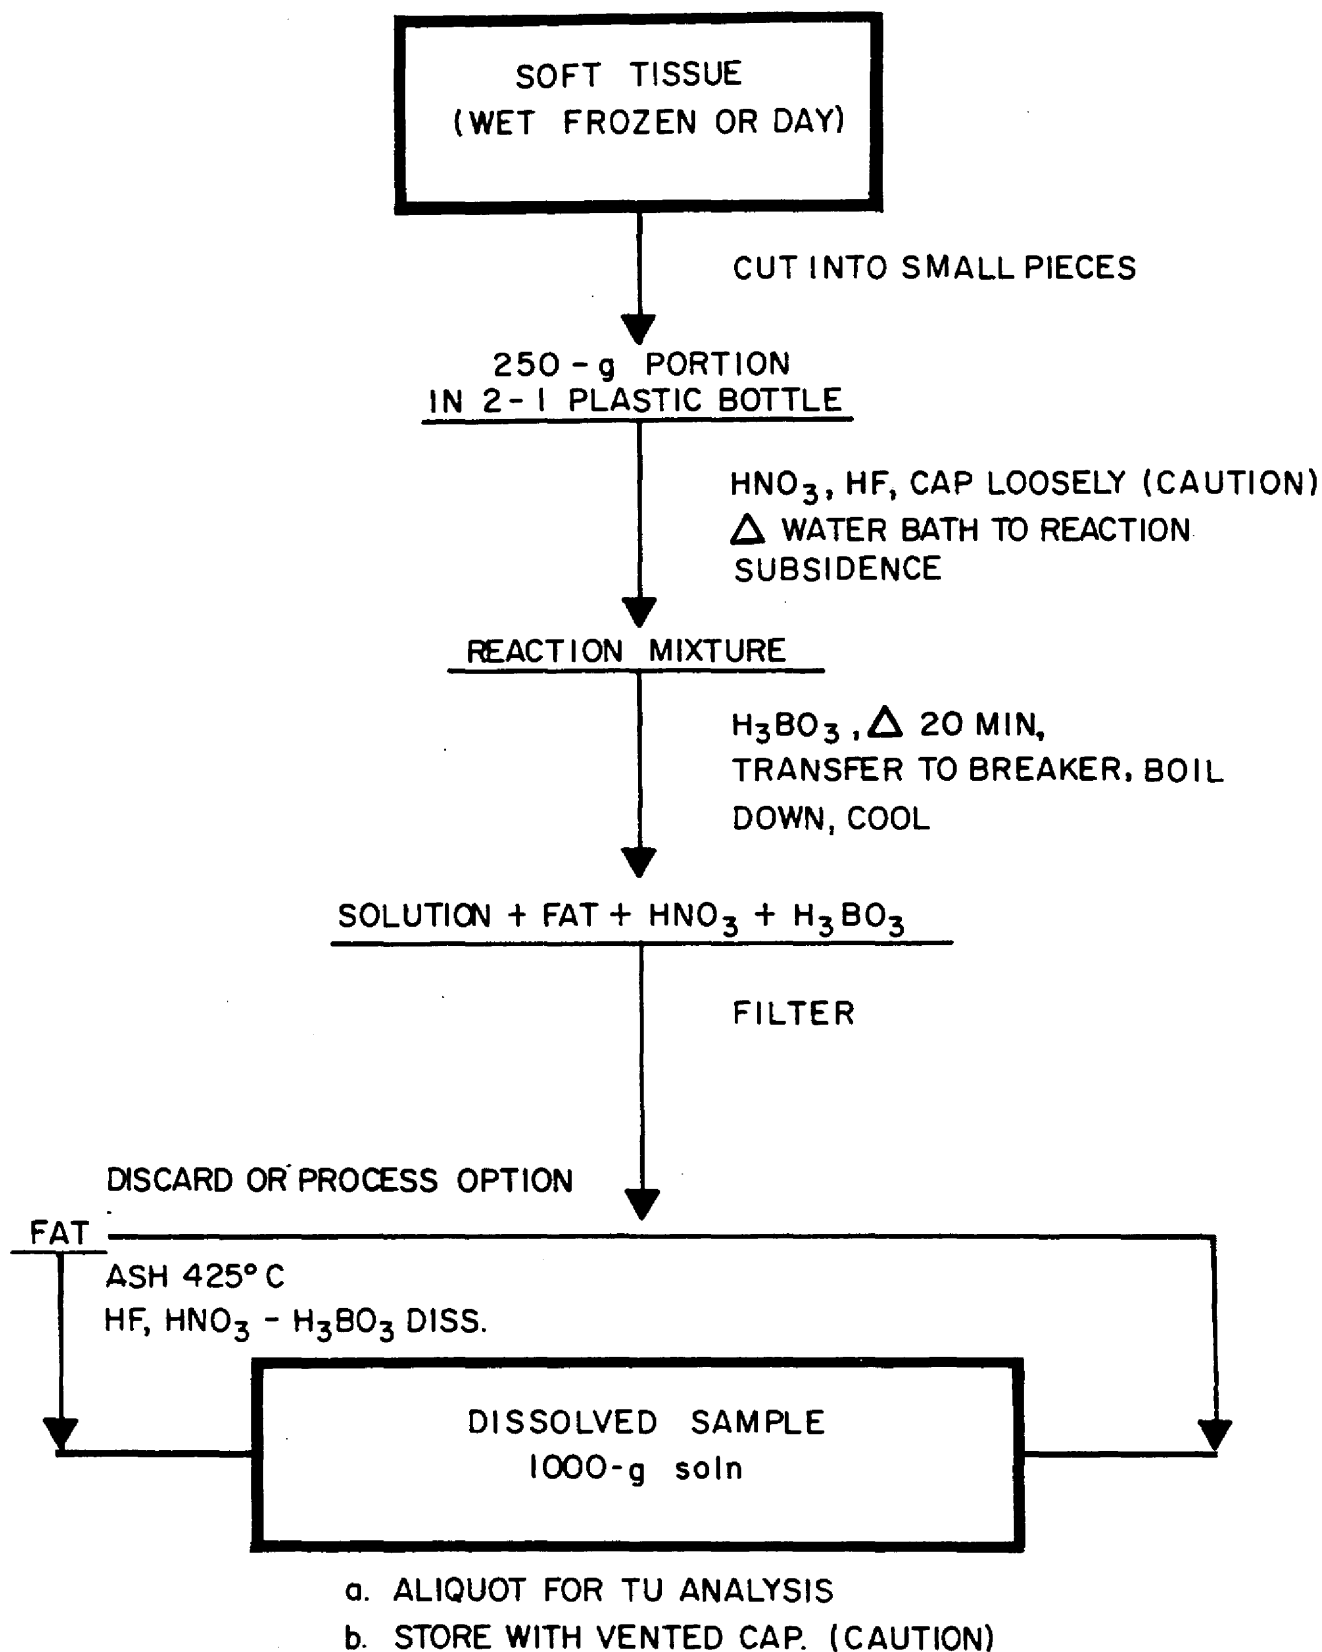 SOFT TISSUE
(WET FROZEN OR DAY)
CUT INTO SMALL PIECES
250-g PORTION
IN 2-1 PLASTIC BOTTLE
HNO₃, HF, CAP LOOSELY (CAUTION)
Δ WATER BATH TO REACTION
SUBSIDENCE
REACTION MIXTURE
H₃BO₃, Δ 20 MIN,
TRANSFER TO BREAKER, BOIL
DOWN, COOL
SOLUTION + FAT + HNO₃ + H₃BO₃
FILTER
DISCARD OR PROCESS OPTION
FAT
ASH 425°C
HF, HNO₃ - H₃BO₃ DISS.
DISSOLVED SAMPLE
1000-g soln
a. ALIQUOT FOR TU ANALYSIS
b. STORE WITH VENTED CAP. (CAUTION)